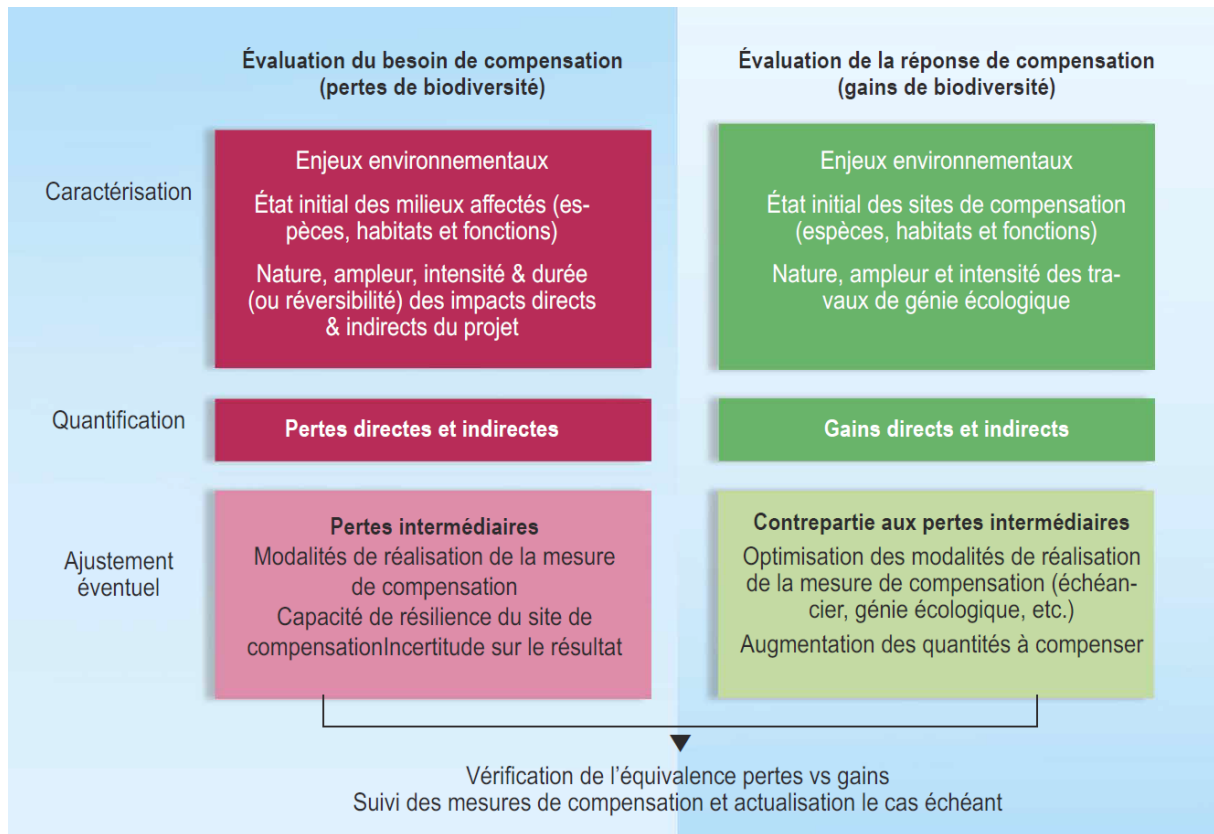 Évaluation du besoin de compensation
(pertes de biodiversité)
Évaluation de la réponse de compensation
(gains de biodiversité)
Caractérisation
Enjeux environnementaux
État initial des milieux affectés (es-
pèces, habitats et fonctions)
Nature, ampleur, intensité & durée
(ou réversibilité) des impacts directs
& indirects du projet
Enjeux environnementaux
État initial des sites de compensation
(espèces, habitats et fonctions)
Nature, ampleur et intensité des tra-
vaux de génie écologique
Quantification
Pertes directes et indirectes
Gains directs et indirects
Ajustement
éventuel
Pertes intermédiaires
Modalités de réalisation de la mesure
de compensation
Capacité de résilience du site de
compensationIncertitude sur le résultat
Contrepartie aux pertes intermédiaires
Optimisation des modalités de réalisation
de la mesure de compensation (échéan-
cier, génie écologique, etc.)
Augmentation des quantités à compenser
Vérification de l'équivalence pertes vs gains
Suivi des mesures de compensation et actualisation le cas échéant